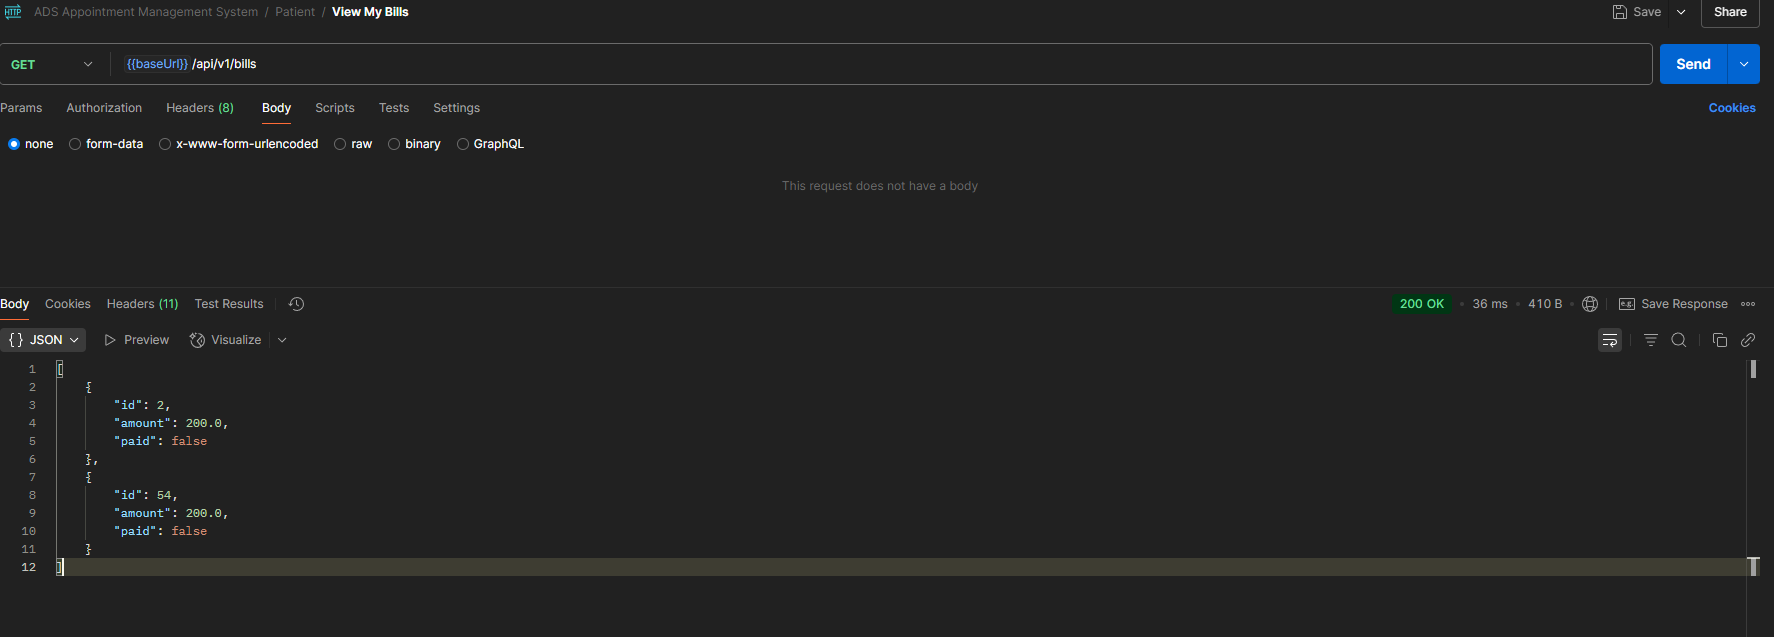 HTTP ADS Appointment Management System / Patient / View My Bills Save Share
GET {{baseUrl}} /api/v1/bills Send
Params Authorization Headers (8) Body Scripts Tests Settings Cookies
none form-data x-www-form-urlencoded raw binary GraphQL
This request does not have a body
Body Cookies Headers (11) Test Results 200 OK • 36 ms • 410 B • e.g. Save Response
{} JSON Preview Visualize
1 [
2 {
3 "id": 2,
4 "amount": 200.0,
5 "paid": false
6 },
7 {
8 "id": 54,
9 "amount": 200.0,
10 "paid": false
11 }
12 ]